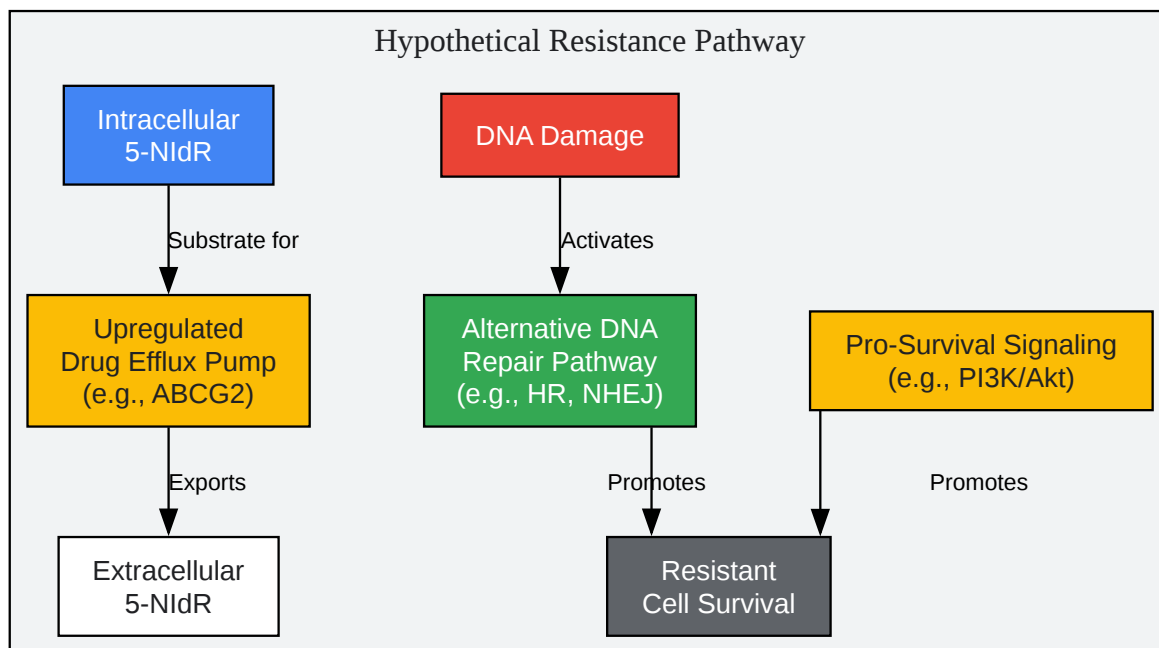 Hypothetical Resistance Pathway
Intracellular
5-NIdR
DNA Damage
Substrate for
Activates
Upregulated
Drug Efflux Pump
(e.g., ABCG2)
Alternative DNA
Repair Pathway
(e.g., HR, NHEJ)
Pro-Survival Signaling
(e.g., PI3K/Akt)
Exports
Promotes
Promotes
Extracellular
5-NIdR
Resistant
Cell Survival